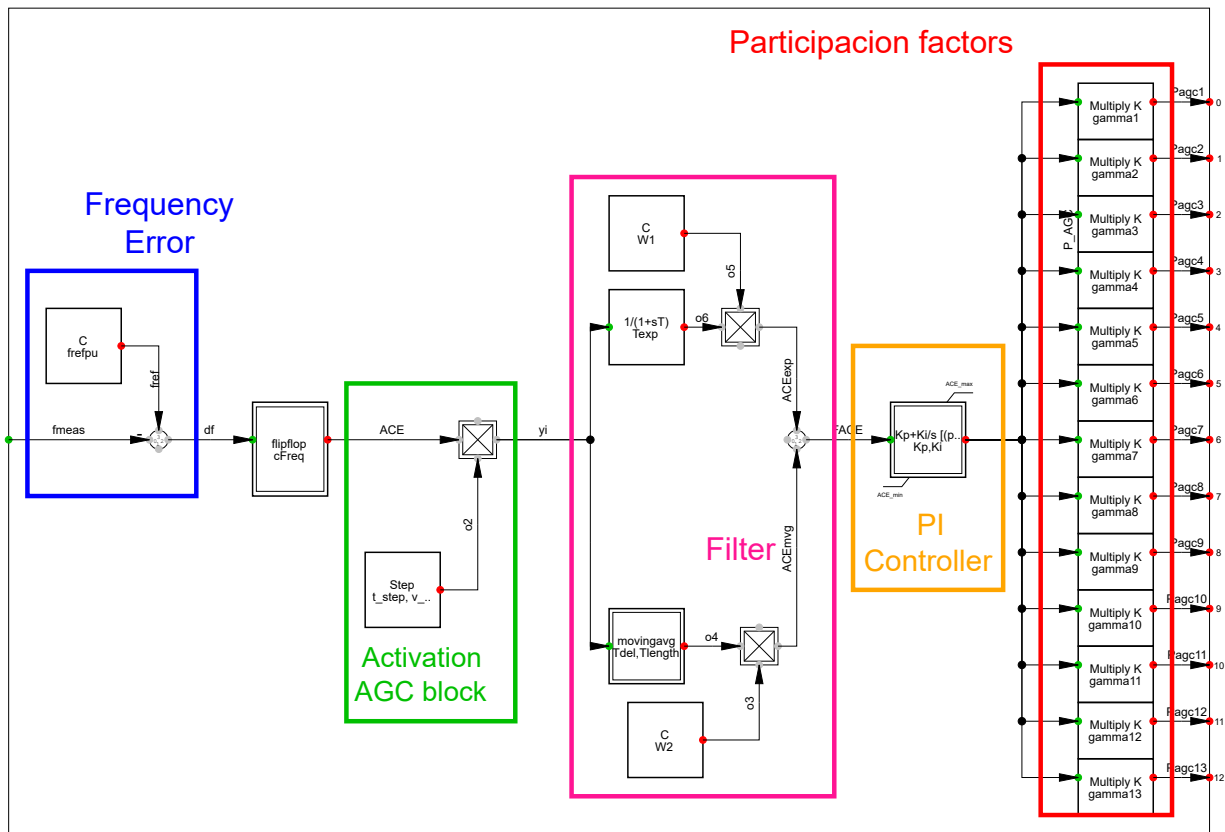 Participacion factors
Frequency
Error
C
frefpu
fref
fmeas
-
df
flipflop
cFreq
ACE
o2
Step
t_step, v_..
Activation
AGC block
yi
C
W1
o5
1/(1+sT)
Texp
o6
ACEexp
Filter
movingavg
Tdel,Tlength
o4
ACEmvg
o3
C
W2
FACE
ACE_max
Kp+Ki/s [(p...
Kp,Ki
ACE_min
PI
Controller
P_AGC
Multiply K
gamma1
Pagc1
0
Multiply K
gamma2
Pagc2
1
Multiply K
gamma3
Pagc3
2
Multiply K
gamma4
Pagc4
3
Multiply K
gamma5
Pagc5
4
Multiply K
gamma6
Pagc6
5
Multiply K
gamma7
Pagc7
6
Multiply K
gamma8
Pagc8
7
Multiply K
gamma9
Pagc9
8
Multiply K
gamma10
Pagc10
9
Multiply K
gamma11
Pagc11
10
Multiply K
gamma12
Pagc12
11
Multiply K
gamma13
Pagc13
12